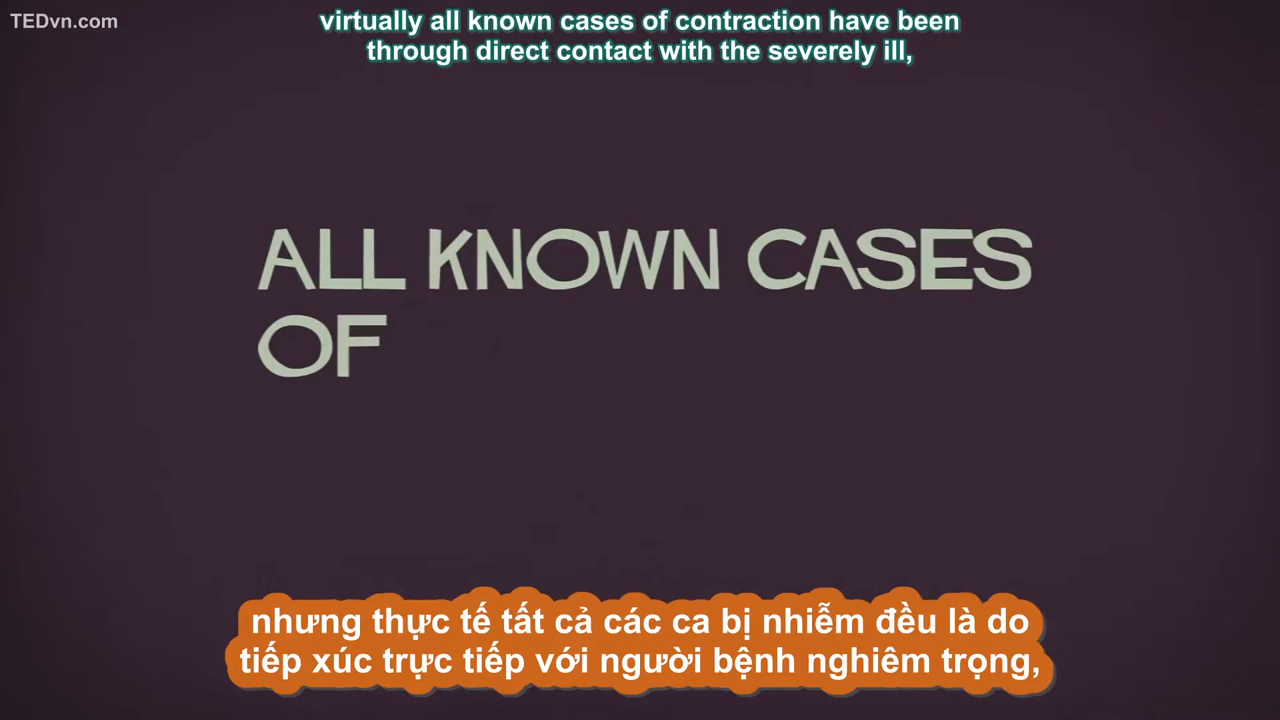 TEDvn.com
virtually all known cases of contraction have been
through direct contact with the severely ill,
ALL KNOWN CASES
OF
nhưng thực tế tất cả các ca bị nhiễm đều là do
tiếp xúc trực tiếp với người bệnh nghiêm trọng,